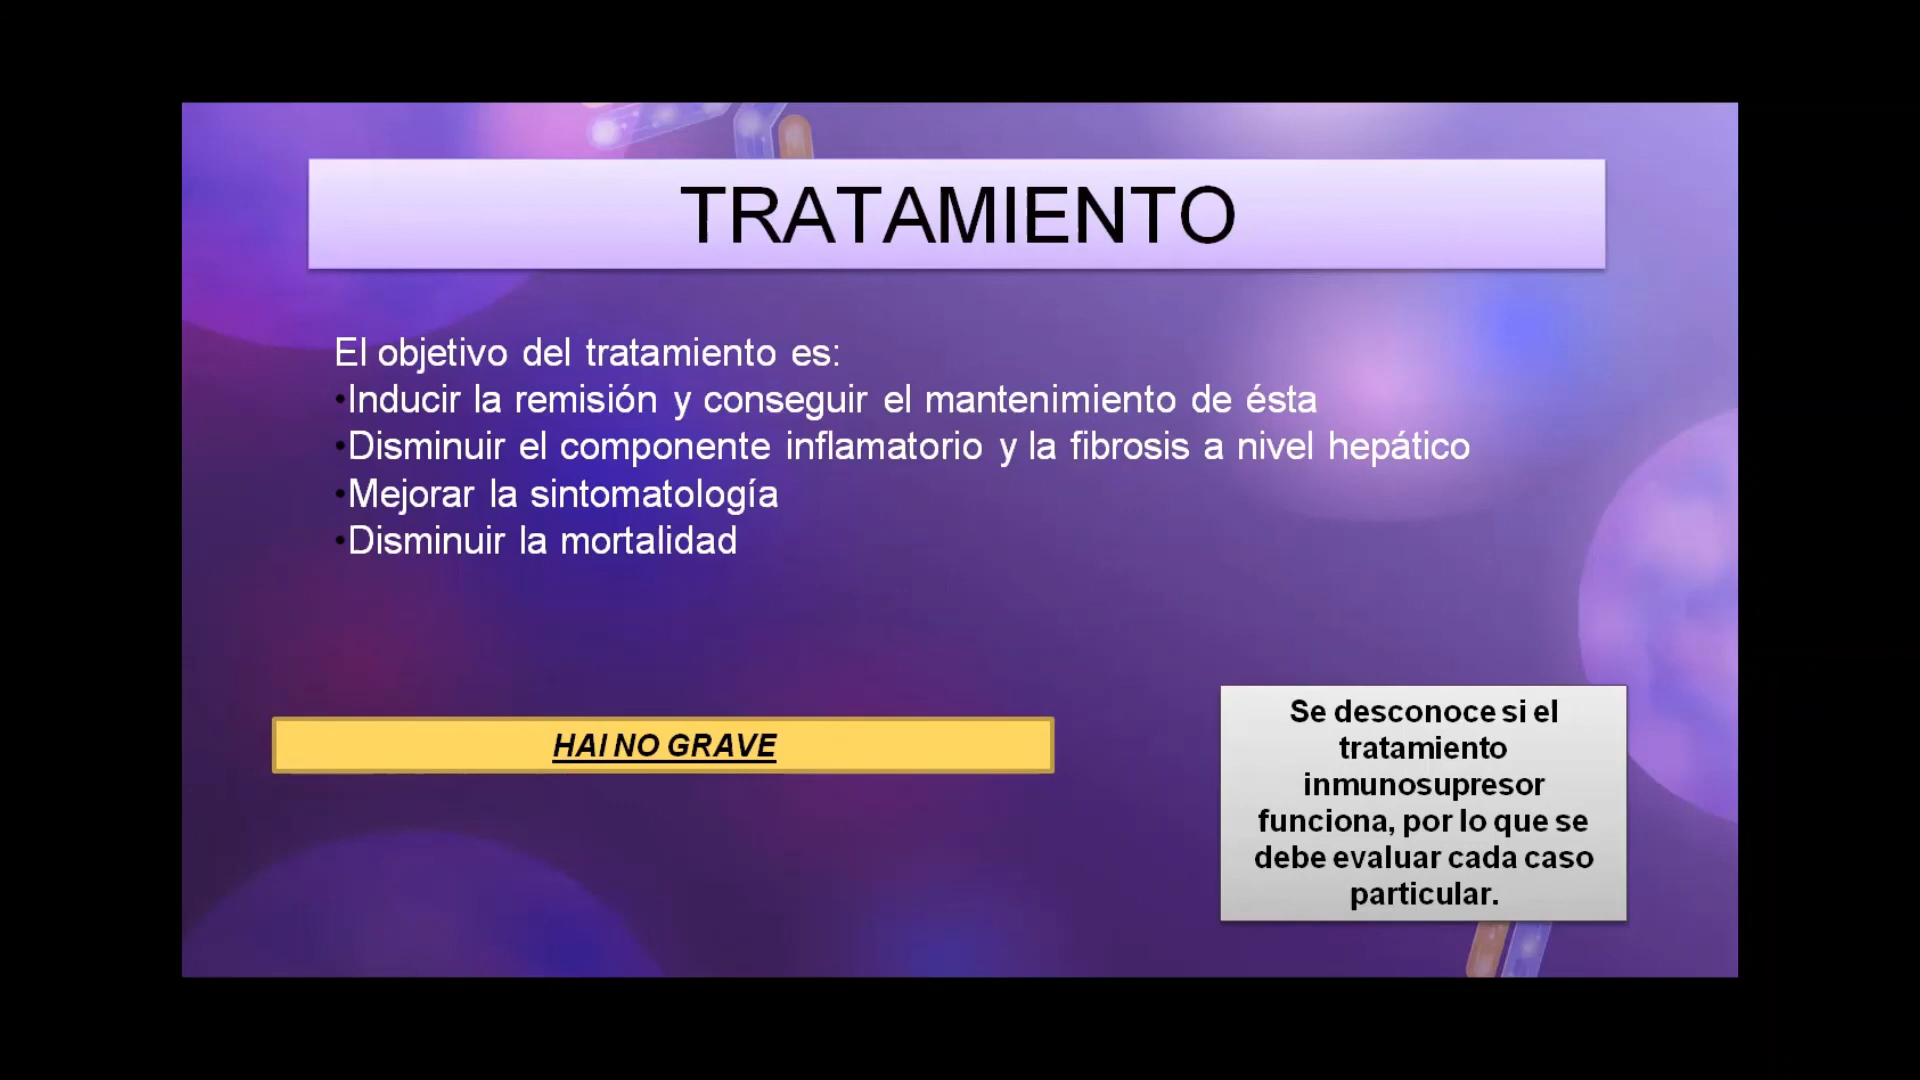 TRATAMIENTO
El objetivo del tratamiento es:
•Inducir la remisión y conseguir el mantenimiento de ésta
•Disminuir el componente inflamatorio y la fibrosis a nivel hepático
•Mejorar la sintomatología
•Disminuir la mortalidad
HAI NO GRAVE
Se desconoce si el
tratamiento
inmunosupresor
funciona, por lo que se
debe evaluar cada caso
particular.